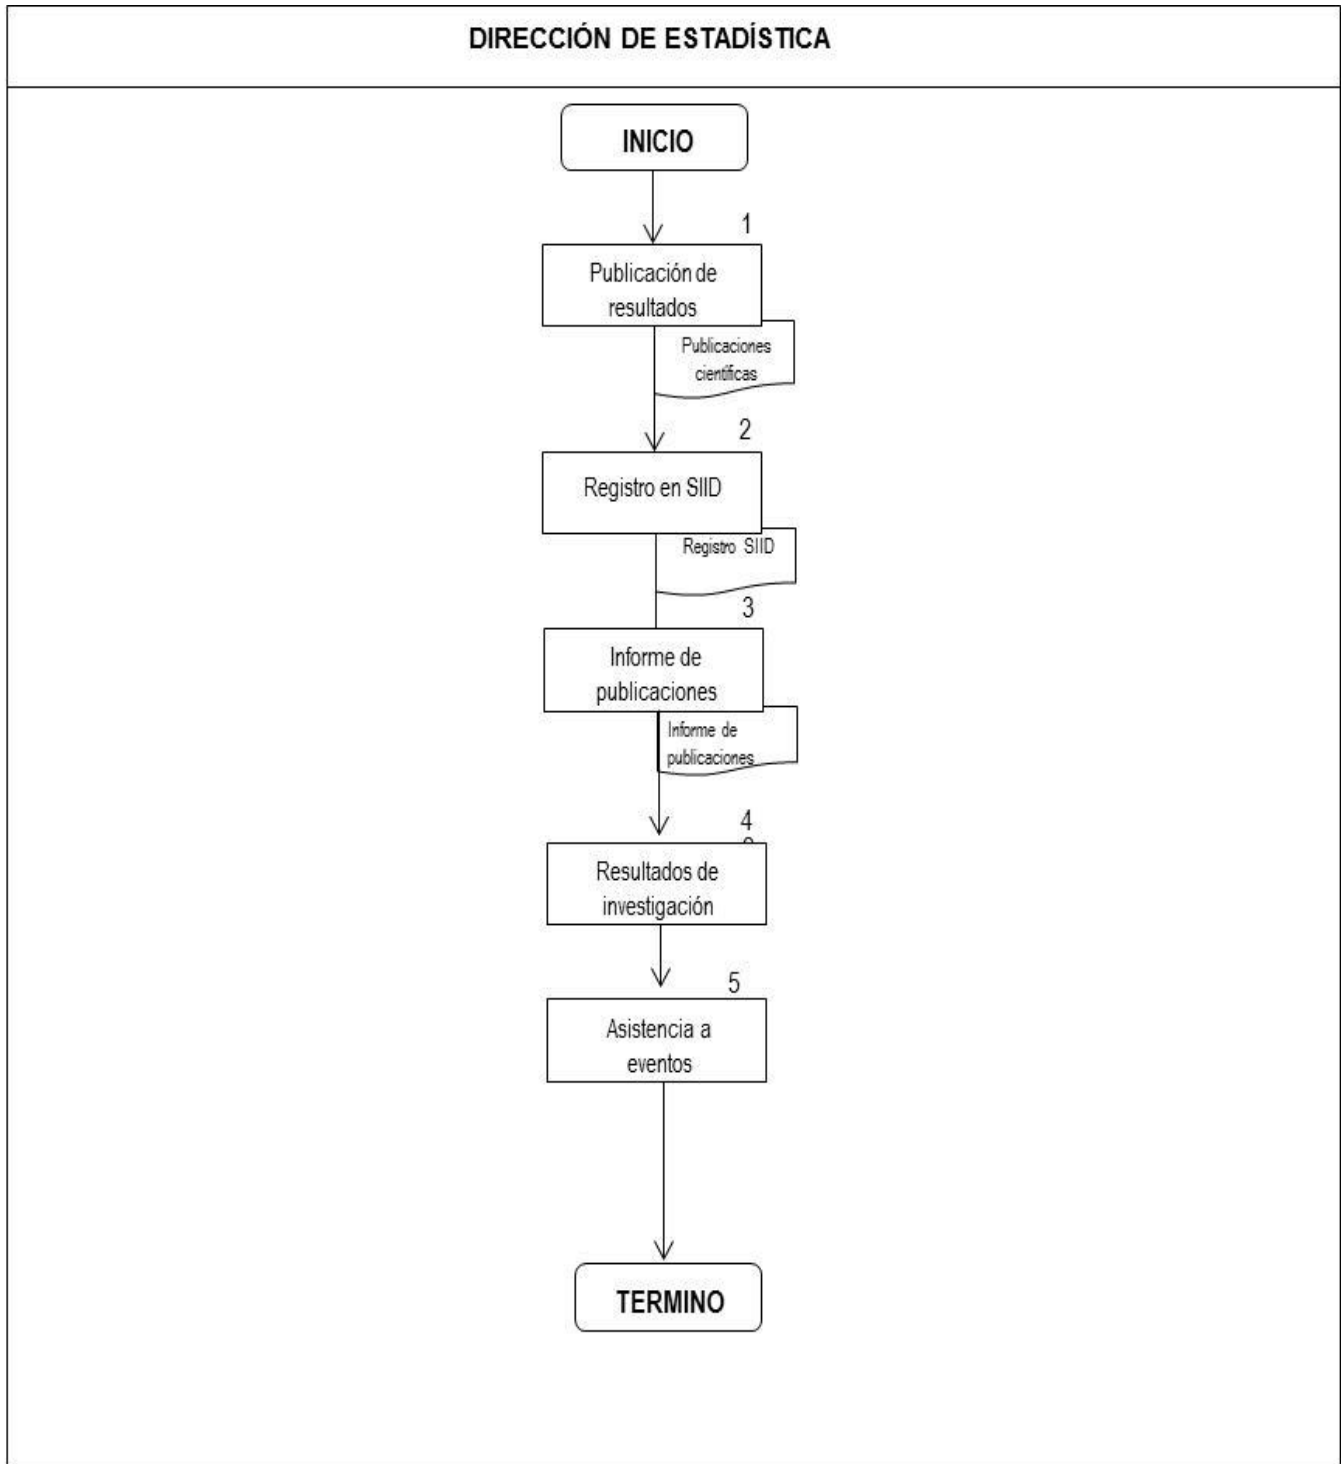 DIRECCIÓN DE ESTADÍSTICA
INICIO
1
Publicación de
resultados
Publicaciones
científicas
2
Registro en SIID
Registro SIID
3
Informe de
publicaciones
Informe de
publicaciones
4
Resultados de
investigación
5
Asistencia a
eventos
TERMINO